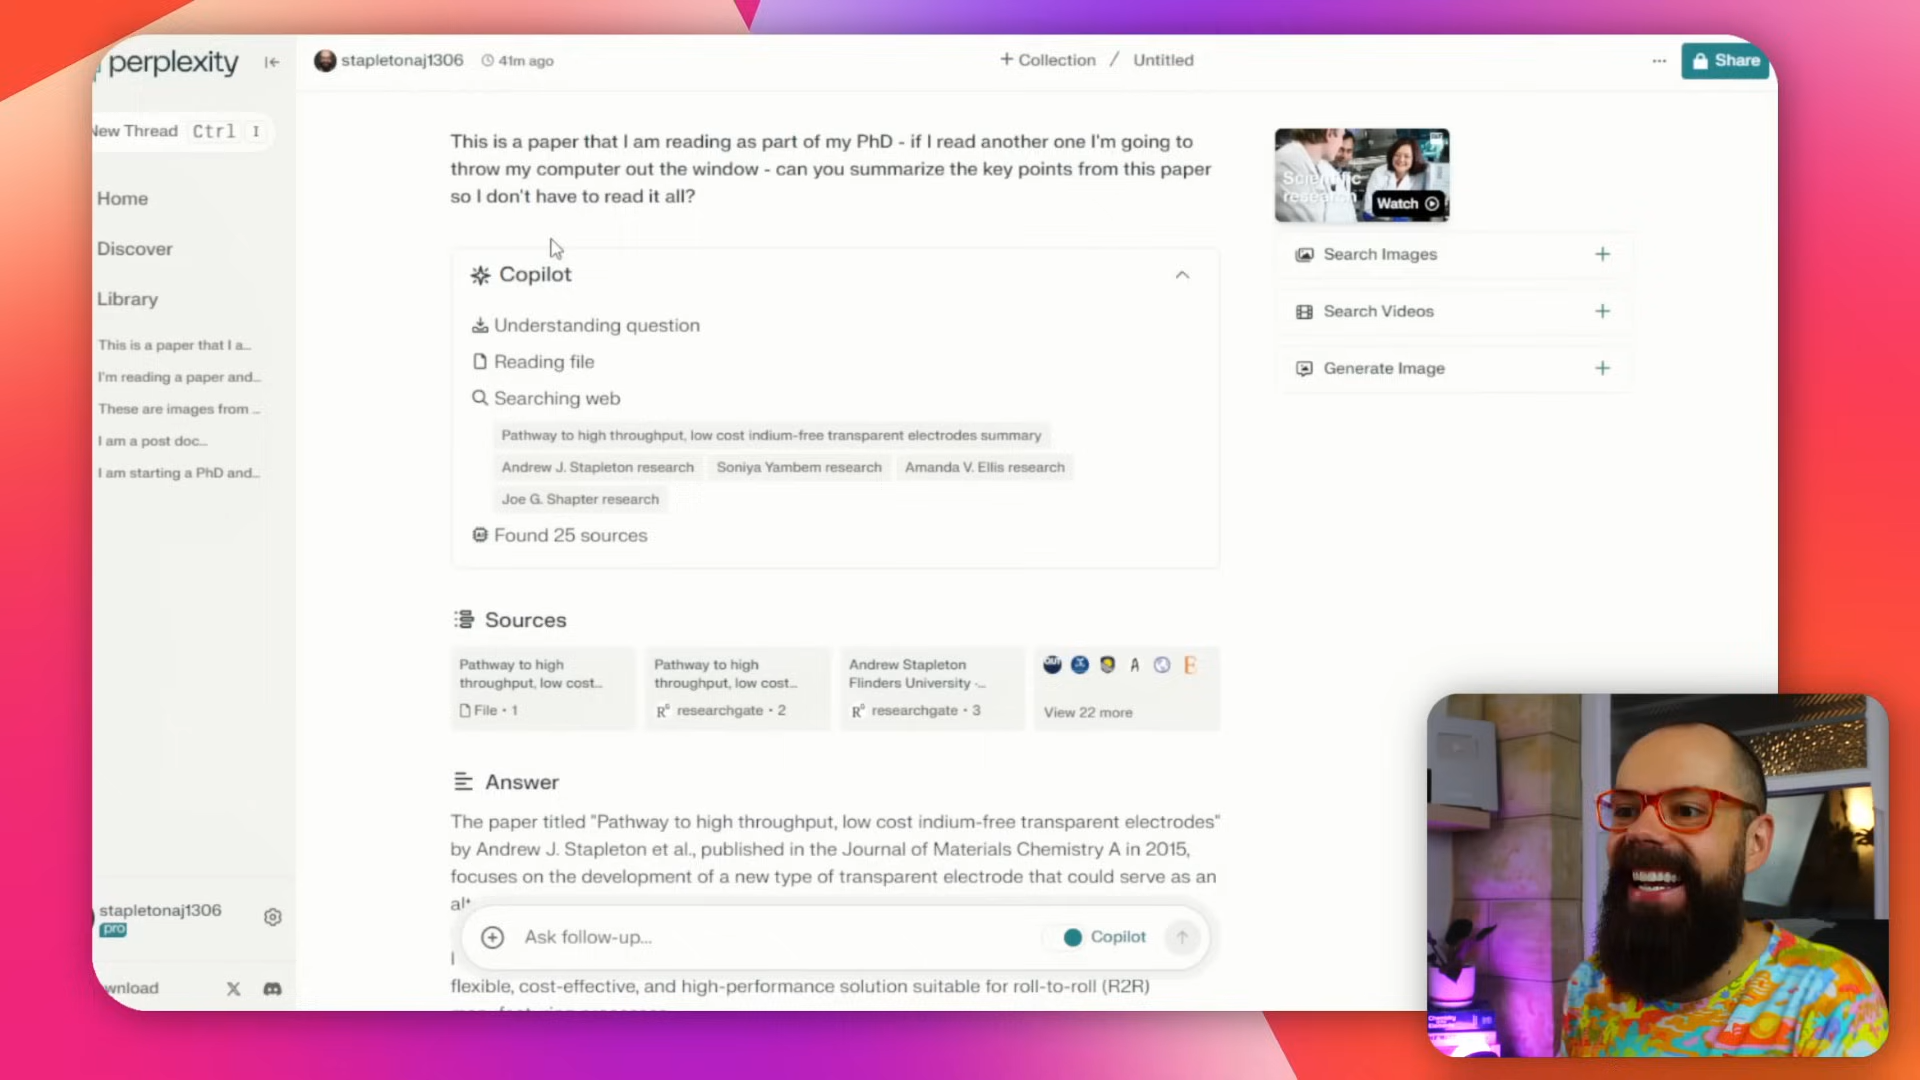 perplexity
New Thread Ctrl I
Home
Discover
Library
This is a paper that I a...
I'm reading a paper and...
These are images from ...
I am a post doc...
I am starting a PhD and...
stapletonaj1306
pro
wnload
stapletonaj1306 41m ago
+ Collection / Untitled
... Share
This is a paper that I am reading as part of my PhD - if I read another one I'm going to
throw my computer out the window - can you summarize the key points from this paper
so I don't have to read it all?
Copilot
Understanding question
Reading file
Searching web
Pathway to high throughput, low cost indium-free transparent electrodes summary
Andrew J. Stapleton research Soniya Yambem research Amanda V. Ellis research
Joe G. Shapter research
Found 25 sources
Sources
Pathway to high
throughput, low cost...
File • 1
Pathway to high
throughput, low cost...
researchgate • 2
Andrew Stapleton
Flinders University -...
researchgate • 3
View 22 more
Answer
The paper titled "Pathway to high throughput, low cost indium-free transparent electrodes"
by Andrew J. Stapleton et al., published in the Journal of Materials Chemistry A in 2015,
focuses on the development of a new type of transparent electrode that could serve as an
alt
Ask follow-up...
Copilot
flexible, cost-effective, and high-performance solution suitable for roll-to-roll (R2R)
Scientific
research
Watch
Search Images +
Search Videos +
Generate Image +